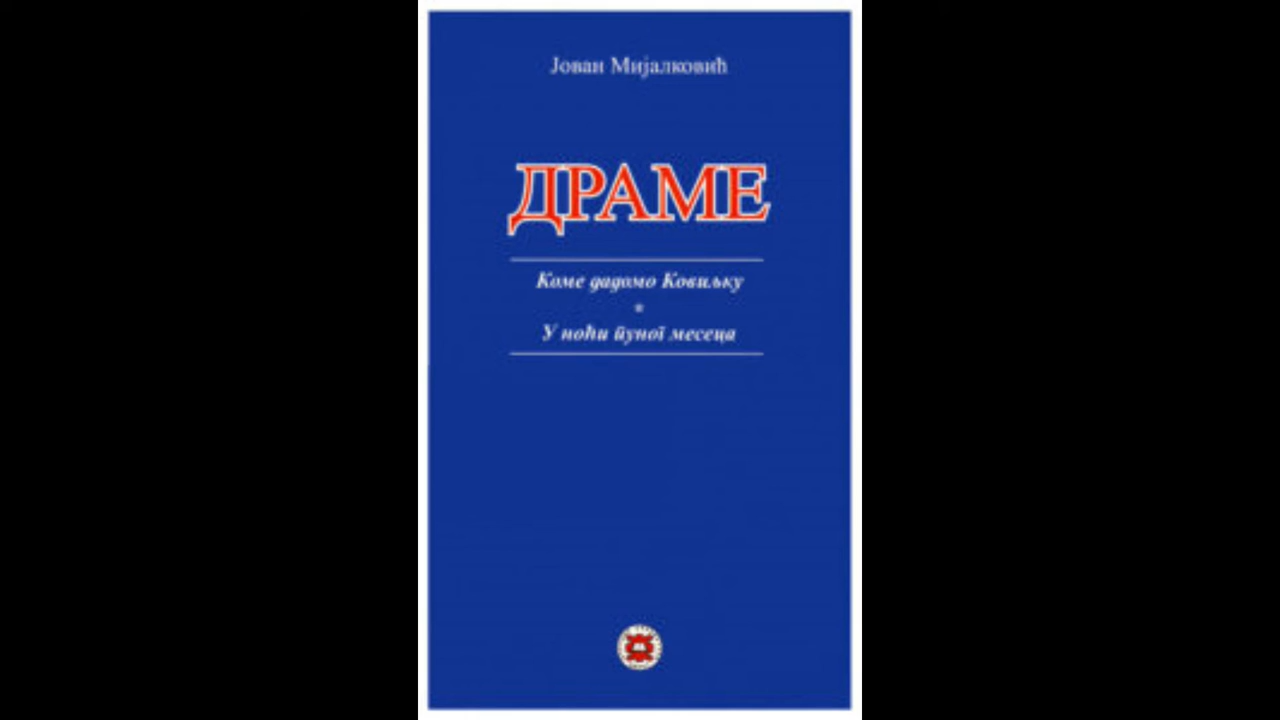 Јован Мијалковић
ДРАМЕ
Коме дадомо Ковиљку
*
У ноћи пуног месеца